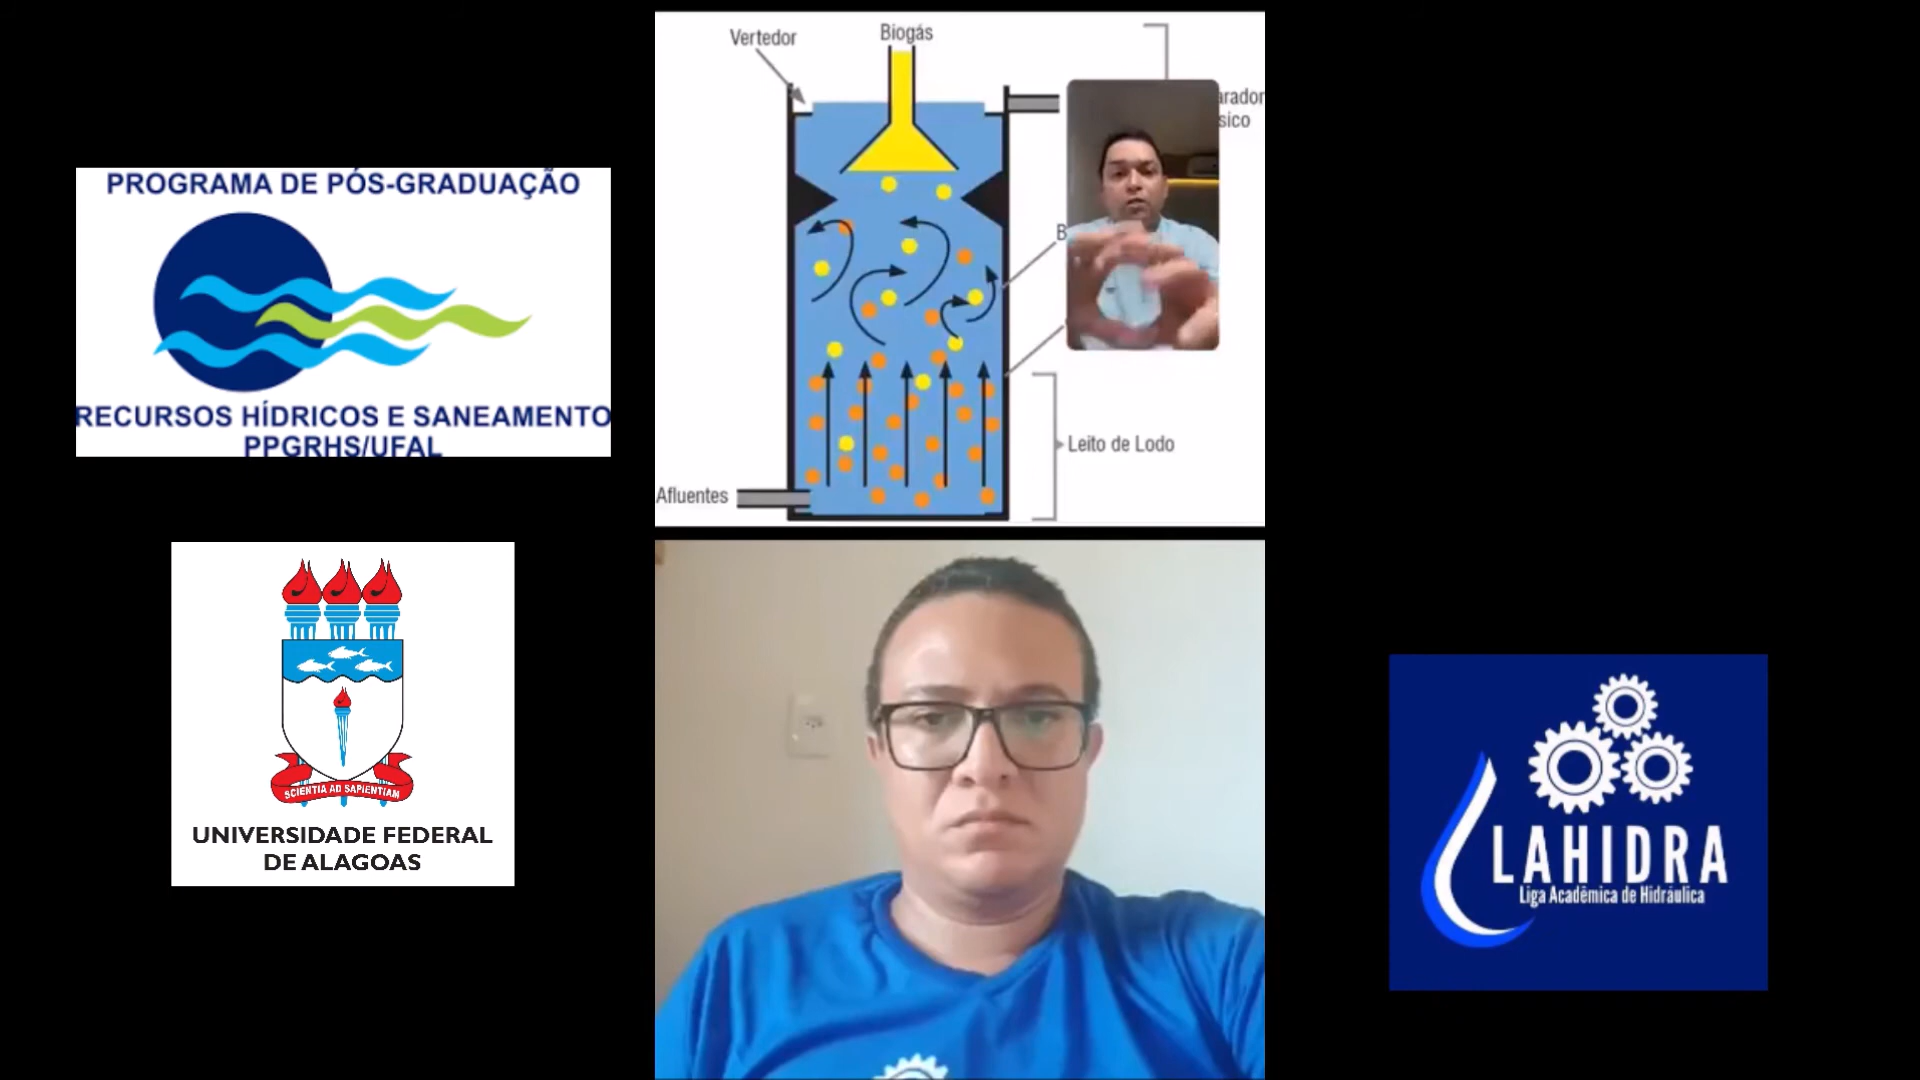 PROGRAMA DE PÓS-GRADUAÇÃO
RECURSOS HÍDRICOS E SANEAMENTO
PPGRHS/UFAL
SCIENTIA AD SAPIENTIAM
UNIVERSIDADE FEDERAL
DE ALAGOAS
Vertedor
Biogás
arador
sico
B
Leito de Lodo
Afluentes
LAHIDRA
Liga Acadêmica de Hidráulica